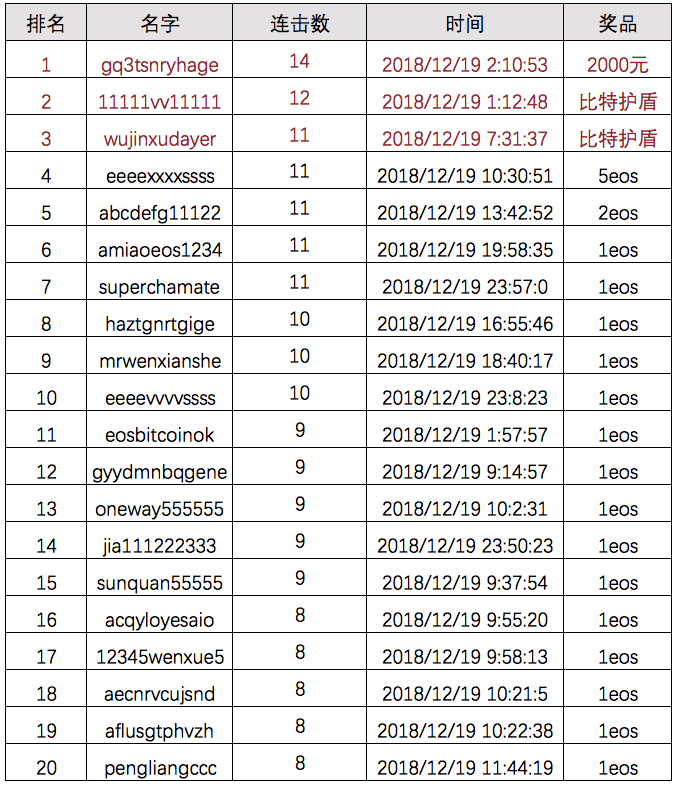 排名 名字 连击数 时间 奖品
1 gq3tsnryhage 14 2018/12/19 2:10:53 2000元
2 11111vv11111 12 2018/12/19 1:12:48 比特护盾
3 wujinxudayer 11 2018/12/19 7:31:37 比特护盾
4 eeeexxxxssss 11 2018/12/19 10:30:51 5eos
5 abcdefg11122 11 2018/12/19 13:42:52 2eos
6 amiaoeos1234 11 2018/12/19 19:58:35 1eos
7 superchamate 11 2018/12/19 23:57:0 1eos
8 haztgnrtgige 10 2018/12/19 16:55:46 1eos
9 mrwenxianshe 10 2018/12/19 18:40:17 1eos
10 eeeevvvvssss 10 2018/12/19 23:8:23 1eos
11 eosbitcoinok 9 2018/12/19 1:57:57 1eos
12 gyydmnbqgene 9 2018/12/19 9:14:57 1eos
13 oneway555555 9 2018/12/19 10:2:31 1eos
14 jia111222333 9 2018/12/19 23:50:23 1eos
15 sunquan55555 9 2018/12/19 9:37:54 1eos
16 acqyloyesaio 8 2018/12/19 9:55:20 1eos
17 12345wenxue5 8 2018/12/19 9:58:13 1eos
18 aecnrvcujsnd 8 2018/12/19 10:21:5 1eos
19 aflusgtphvzh 8 2018/12/19 10:22:38 1eos
20 pengliangccc 8 2018/12/19 11:44:19 1eos